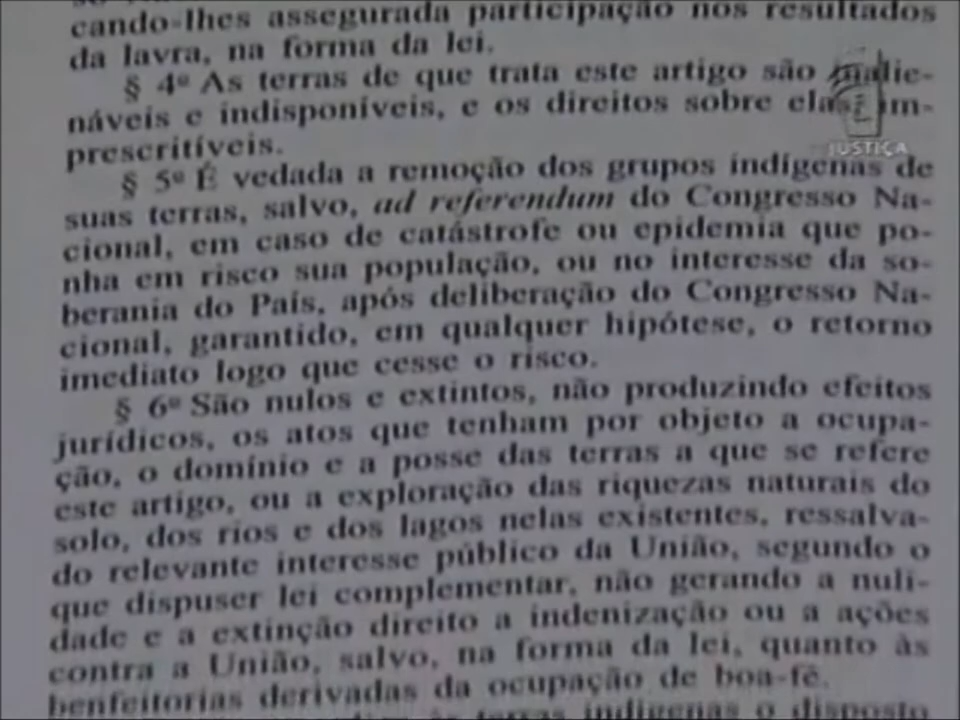 cando-lhes assegurada participação nos resultados
da lavra, na forma da lei.
§ 4º As terras de que trata este artigo são inalie-
náveis e indisponíveis, e os direitos sobre elas, im-
prescritíveis.
JUSTIÇA
§ 5º É vedada a remoção dos grupos indígenas de
suas terras, salvo, ad referendum do Congresso Na-
cional, em caso de catástrofe ou epidemia que po-
nha em risco sua população, ou no interesse da so-
berania do País, após deliberação do Congresso Na-
cional, garantido, em qualquer hipótese, o retorno
imediato logo que cesse o risco.
§ 6º São nulos e extintos, não produzindo efeitos
jurídicos, os atos que tenham por objeto a ocupa-
ção, o domínio e a posse das terras a que se refere
este artigo, ou a exploração das riquezas naturais do
solo, dos rios e dos lagos nelas existentes, ressalva-
do relevante interesse público da União, segundo o
que dispuser lei complementar, não gerando a nuli-
dade e a extinção direito a indenização ou a ações
contra a União, salvo, na forma da lei, quanto às
benfeitorias derivadas da ocupação de boa-fé.
às terras indígenas o disposto